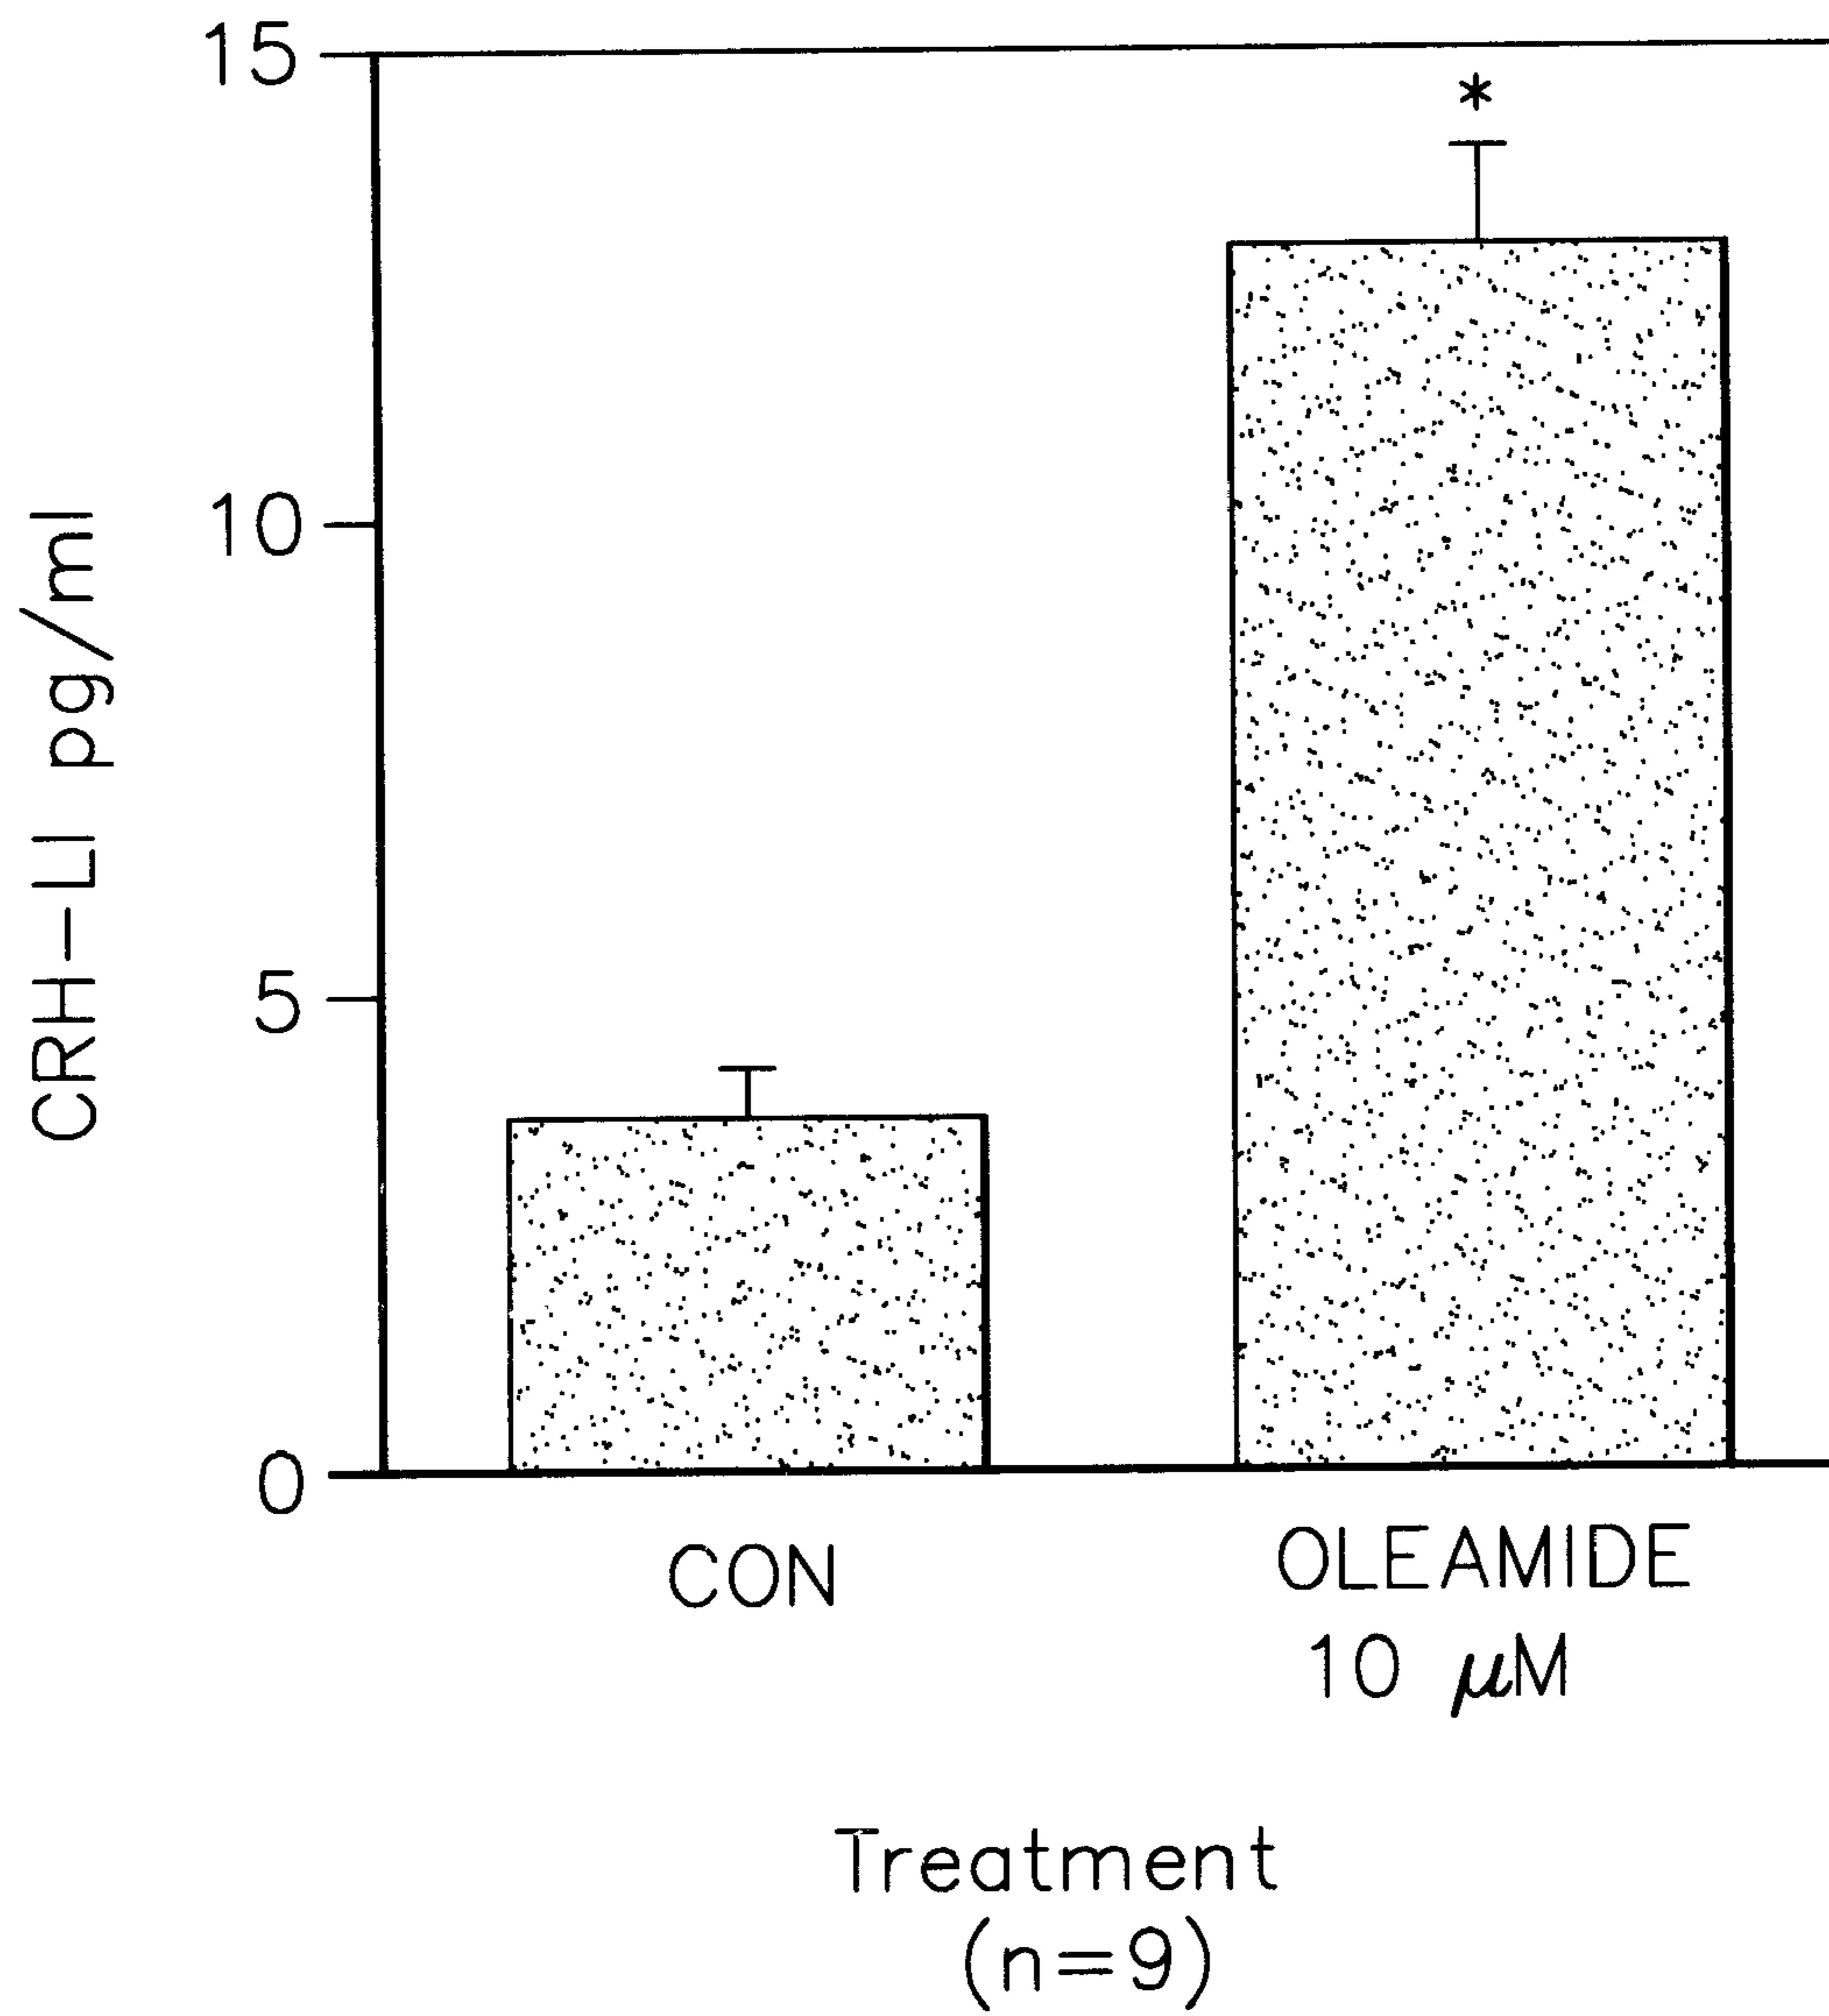 15
*
10
5
0
CRH-LI pg/ml
CON
OLEAMIDE
10 μM
Treatment
(n=9)